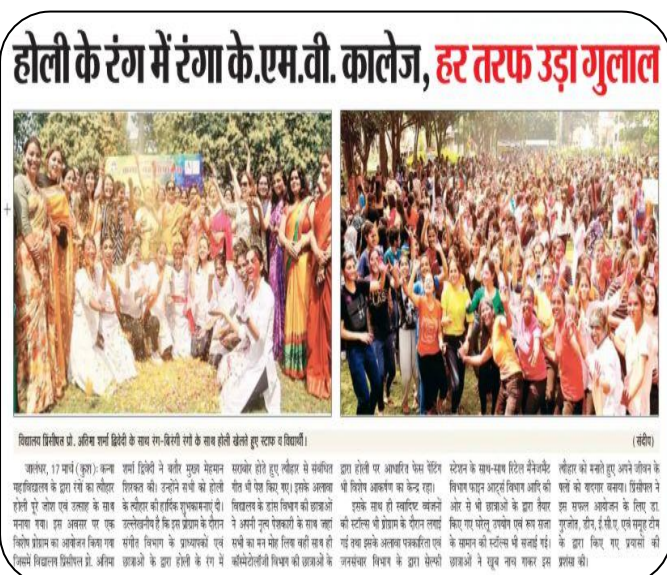 होली के रंग में रंगा के.एम.वी. कालेज, हर तरफ उड़ा गुलाल
विद्यालय प्रिंसीपल प्रो. अतिमा शर्मा द्विवेदी के साथ रंग-बिरंगी रंगों के साथ होली खेलते हुए स्टाफ व विद्यार्थी।
(संदीप)
जालंधर, 17 मार्च (कुश): कन्या
महाविद्यालय के द्वारा रंगों का त्यौहार
होली पूरे जोश एवं उत्साह के साथ
मनाया गया। इस अवसर पर एक
विशेष प्रोग्राम का आयोजन किया गया
जिसमें विद्यालय प्रिंसीपल प्रो. अतिमा
शर्मा द्विवेदी ने बतौर मुख्य मेहमान
शिरकत की। उन्होंने सभी को होली
के त्यौहार की हार्दिक शुभकामनाएं दी।
उल्लेखनीय है कि इस प्रोग्राम के दौरान
संगीत विभाग के प्राध्यापकों एवं
छात्राओं के द्वारा होली के रंग में
सराबोर होते हुए त्यौहार से संबंधित
गीत भी पेश किए गए। इसके अलावा
विद्यालय के डांस विभाग की छात्राओं
ने अपनी नृत्य पेशकारी के साथ जहां
सभी का मन मोह लिया वहीं साथ ही
कॉस्मेटोलॉजी विभाग की छात्राओं के
द्वारा होली पर आधारित फेस पेंटिंग
भी विशेष आकर्षण का केन्द्र रहा।
इसके साथ ही स्वादिष्ट व्यंजनों
की स्टॉल्स भी प्रोग्राम के दौरान लगाई
गई तथा इसके अलावा पत्रकारिता एवं
जनसंचार विभाग के द्वारा सेल्फी
स्टेशन के साथ-साथ रिटेल मैनेजमेंट
विभाग फाइन आर्ट्स विभाग आदि की
ओर से भी छात्राओं के द्वारा तैयार
किए गए घरेलू उपयोग एवं रूप सजा
के सामान की स्टॉल्स भी सजाई गई।
छात्राओं ने खूब नाच गाकर इस
त्यौहार को मनाते हुए अपने जीवन के
पलों को यादगार बनाया। प्रिंसीपल ने
इस सफल आयोजन के लिए डा.
गुरजोत, डीन, ई.सी.ए. एवं समूह टीम
के द्वारा किए गए प्रयासों की
प्रशंसा की।